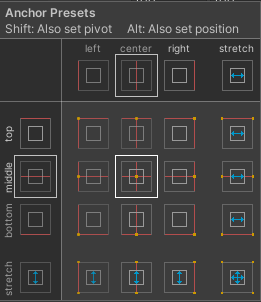 Anchor Presets
Shift: Also set pivot Alt: Also set position
left center right stretch
top
middle
bottom
stretch